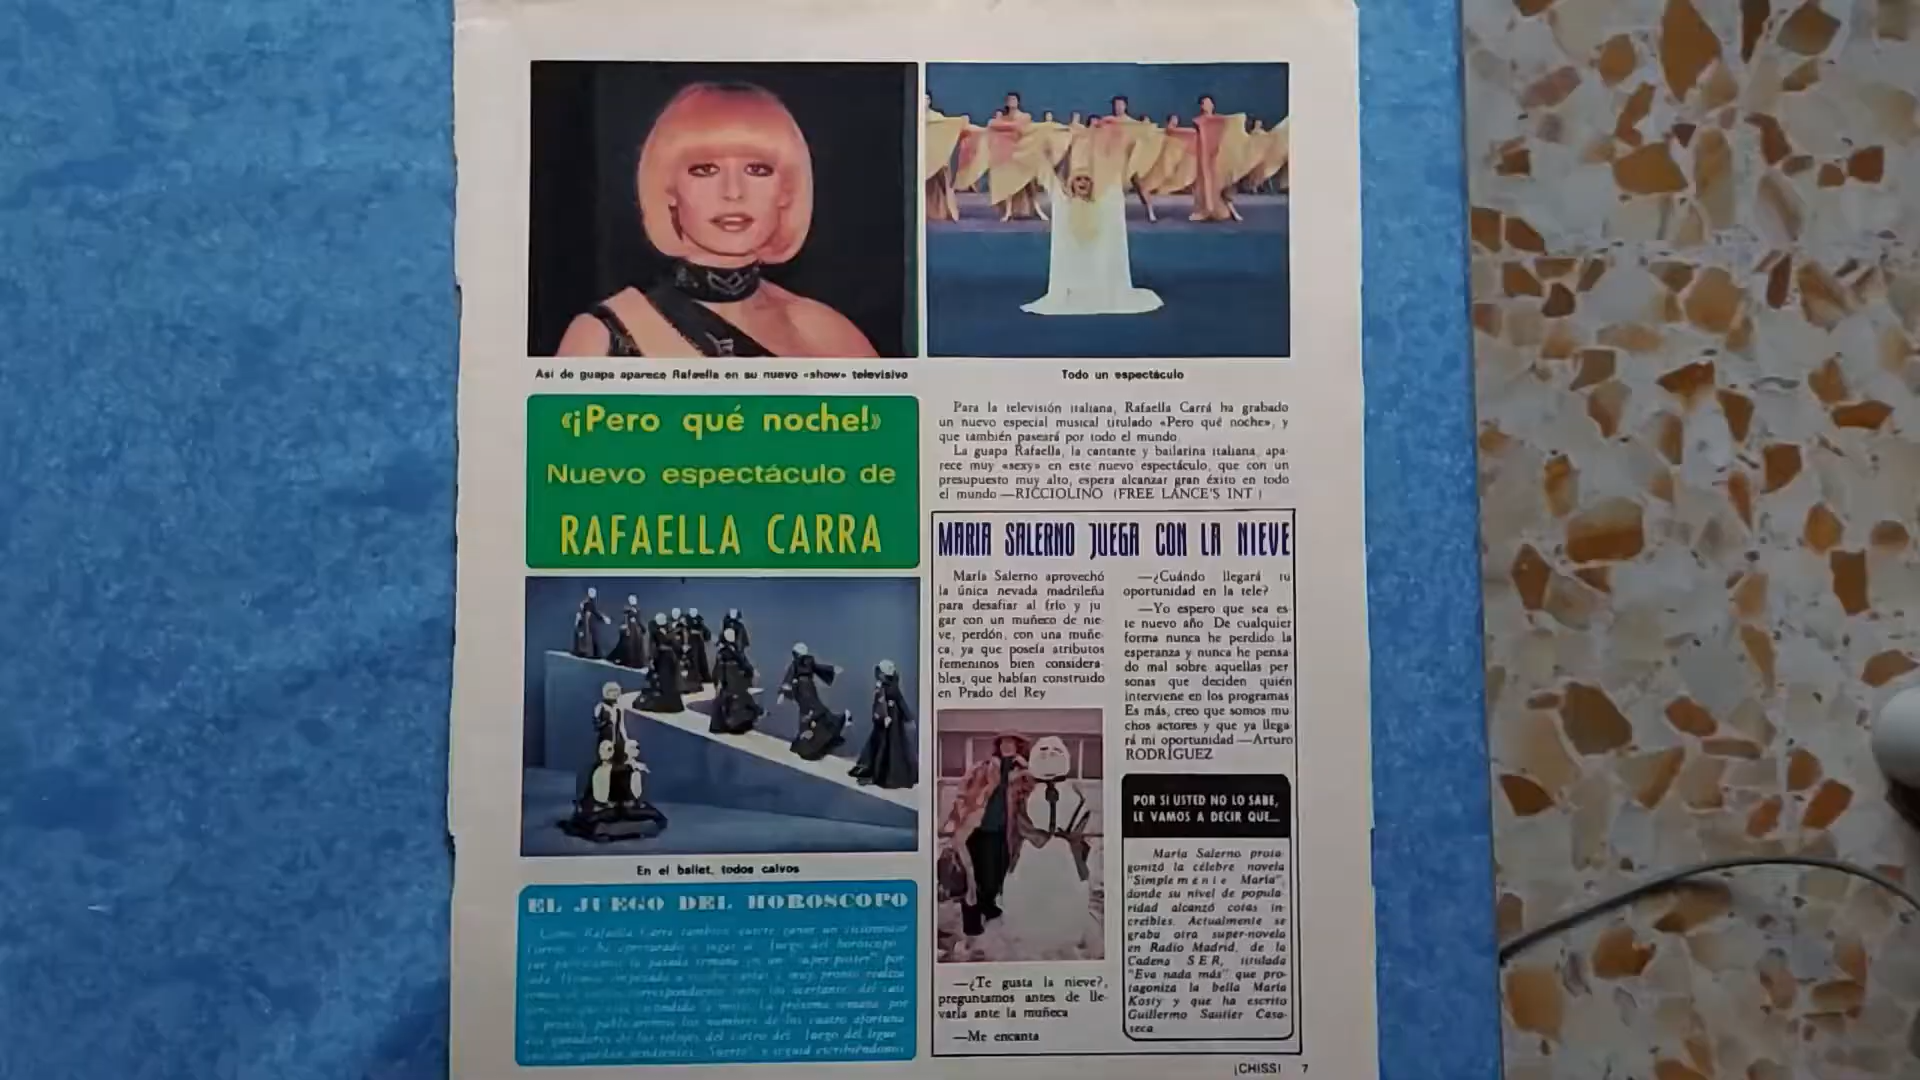 Así de guapa aparece Rafaella en su nuevo «show» televisivo
Todo un espectáculo
«¡Pero qué noche!»
Nuevo espectáculo de
RAFAELLA CARRA
Para la televisión italiana, Rafaella Carrá ha grabado
un nuevo especial musical titulado «Pero qué noche», y
que también paseará por todo el mundo
La guapa Rafaella, la cantante y bailarina italiana, apa-
rece muy «sexy» en este nuevo espectáculo, que con un
presupuesto muy alto, espera alcanzar gran éxito en todo
el mundo —RICCIOLINO (FREE LANCE'S INT )
En el ballet, todos calvos
EL JUEGO DEL HOROSCOPO
MARIA SALERNO JUEGA CON LA NIEVE
María Salerno aprovechó
la única nevada madrileña
para desafiar al frío y ju-
gar con un muñeco de nie-
ve, perdón, con una muñe-
ca, ya que poseía atributos
femeninos bien considera-
bles, que habían construido
en Prado del Rey
—¿Te gusta la nieve?,
preguntamos antes de lle-
varla ante la muñeca
—Me encanta
—¿Cuándo llegará tu
oportunidad en la tele?
—Yo espero que sea es-
te nuevo año De cualquier
forma nunca he perdido la
esperanza y nunca he pensa-
do mal sobre aquellas per
sonas que deciden quién
interviene en los programas
Es más, creo que somos mu
chos actores y que ya llega
rá mi oportunidad —Arturo
RODRÍGUEZ
POR SI USTED NO LO SABE,
LE VAMOS A DECIR QUE...
María Salerno prota-
gonizó la célebre novela
"Simplemente María",
donde su nivel de popula-
ridad alcanzó cotas in-
creíbles. Actualmente se
graba otra super-novela
en Radio Madrid, de la
Cadena SER, titulada
"Eva nada más" que pro-
tagoniza la bella María
Kosty y que ha escrito
Guillermo Sautier Casa-
seca
¡CHISS! 7